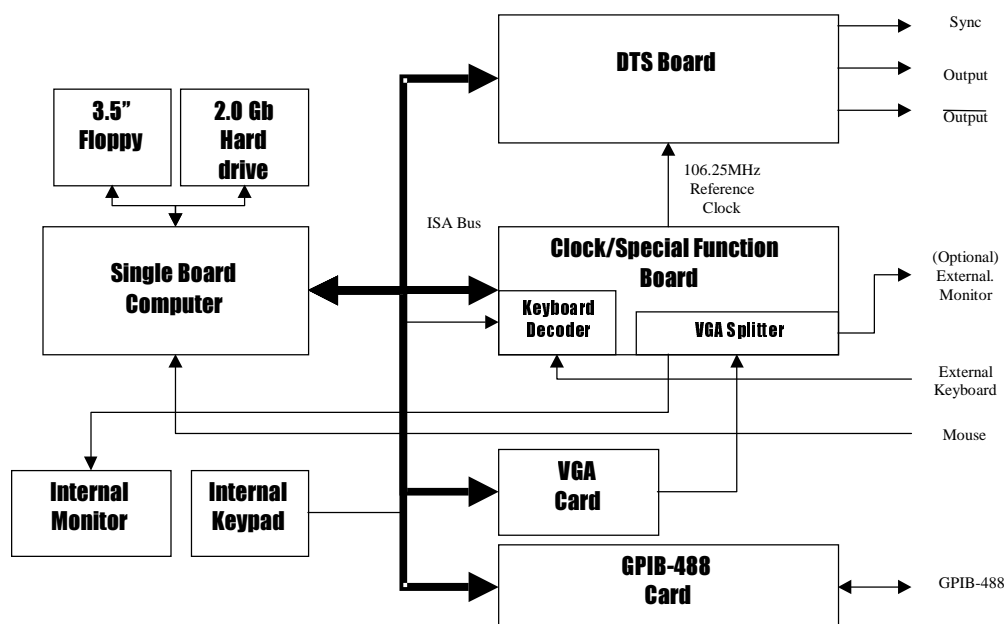 DTS Board
Sync
Output
Output
3.5” Floppy
2.0 Gb Hard drive
106.25MHz
Reference
Clock
ISA Bus
Single Board
Computer
Clock/Special Function
Board
Keyboard
Decoder
VGA Splitter
(Optional)
External.
Monitor
External
Keyboard
Mouse
Internal
Monitor
Internal
Keypad
VGA
Card
GPIB-488
Card
GPIB-488